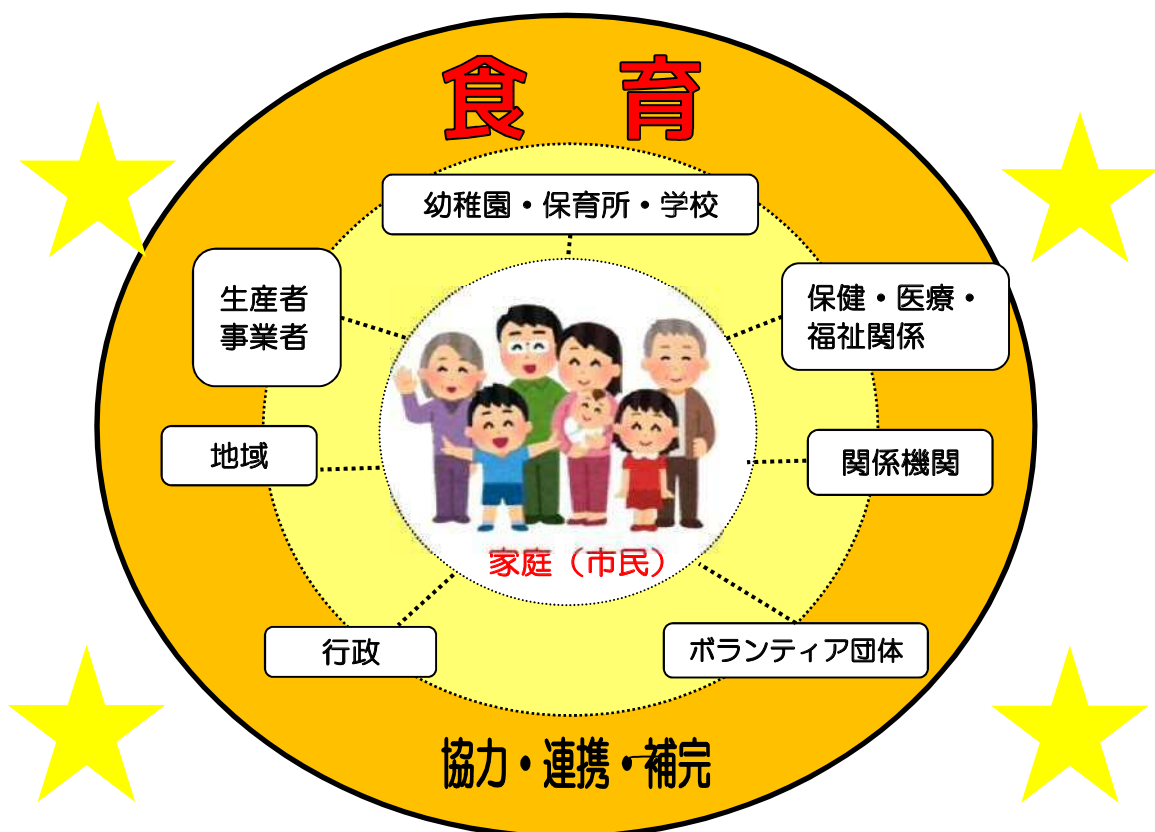 食 育
幼稚園・保育所・学校
生産者
事業者
保健・医療・
福祉関係
地域
関係機関
家庭（市民）
行政
ボランティア団体
協力・連携・補完